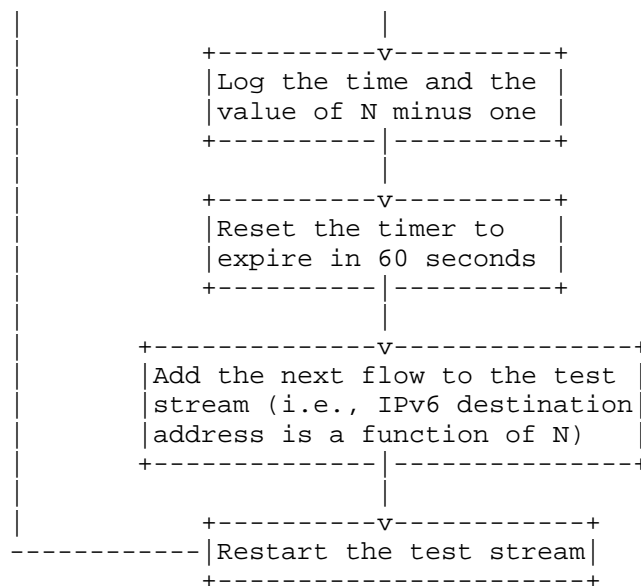 Log the time and the
value of N minus one
Reset the timer to
expire in 60 seconds
Add the next flow to the test
stream (i.e., IPv6 destination
address is a function of N)
Restart the test stream